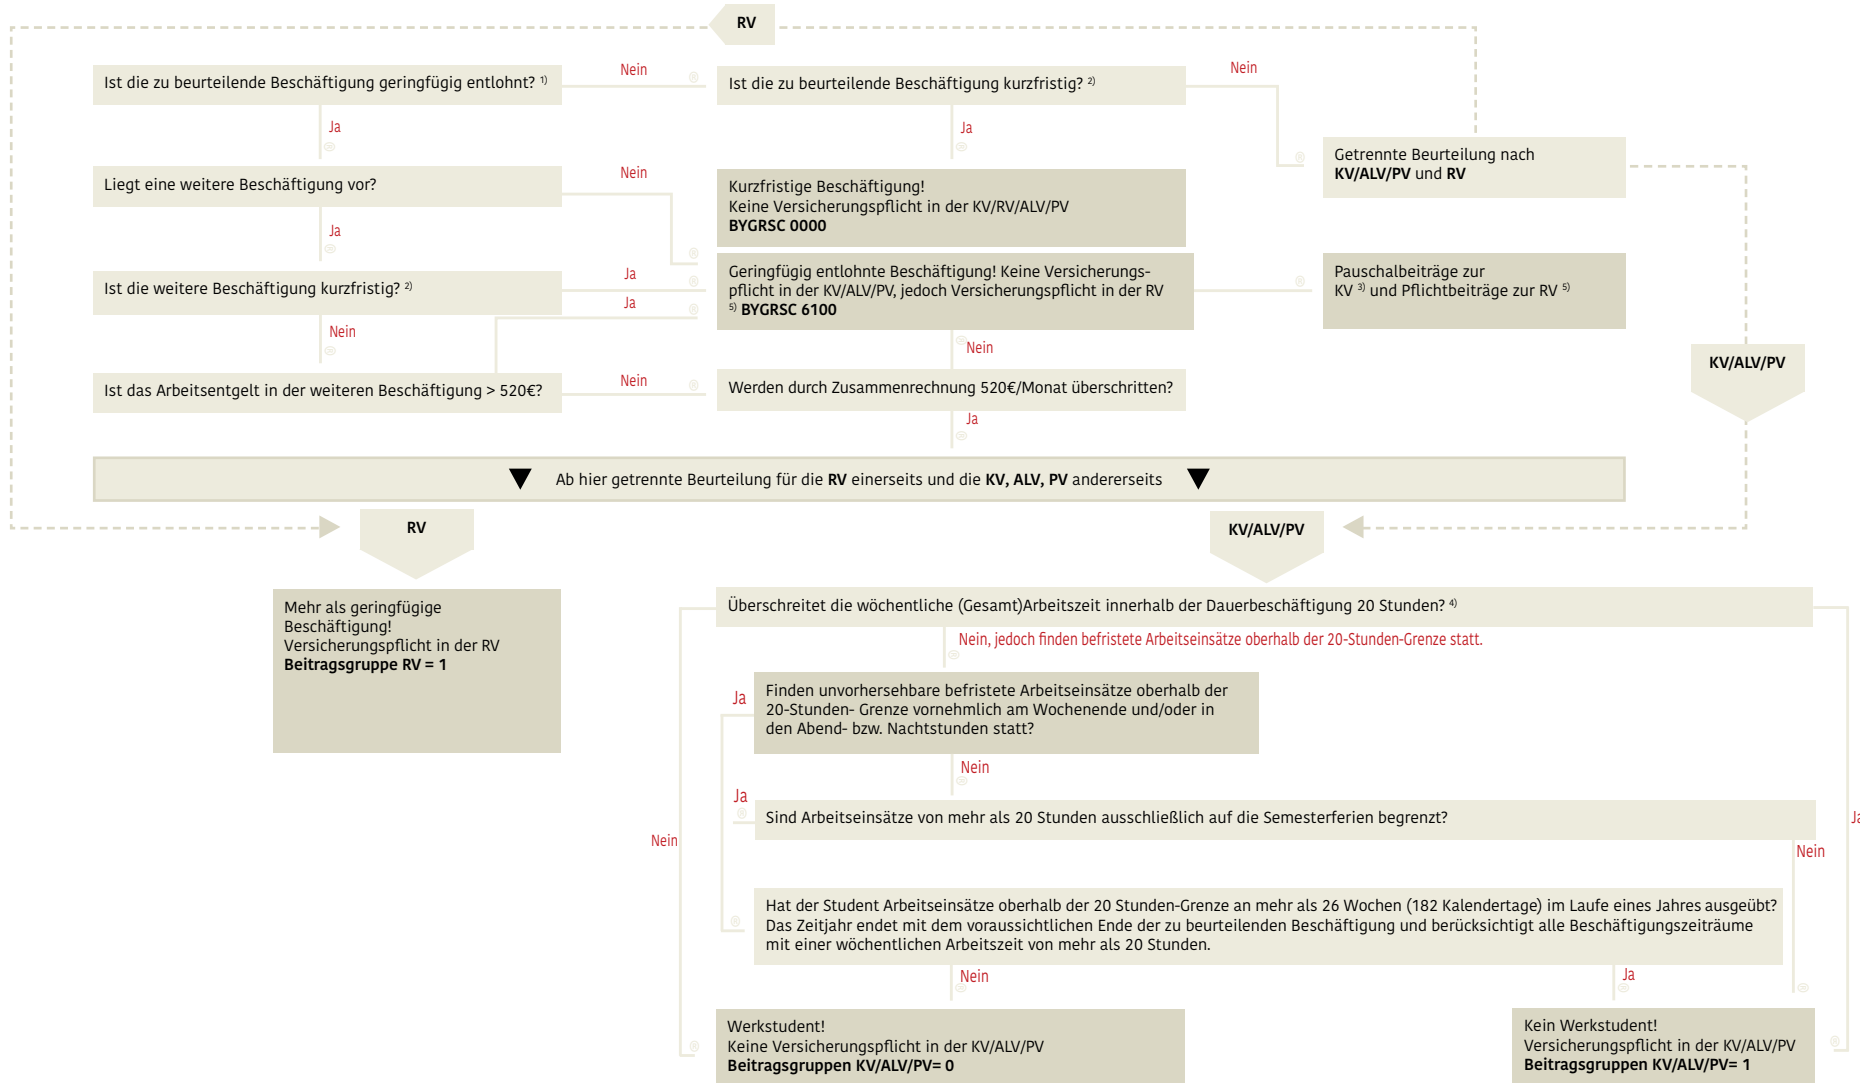 RV
Ist die zu beurteilende Beschäftigung geringfügig entlohnt? 1)
Nein
Ist die zu beurteilende Beschäftigung kurzfristig? 2)
Nein
Ja
Ja
Getrennte Beurteilung nach
KV/ALV/PV und RV
Liegt eine weitere Beschäftigung vor?
Nein
Kurzfristige Beschäftigung!
Keine Versicherungspflicht in der KV/RV/ALV/PV
BYGRSC 0000
Ja
Ist die weitere Beschäftigung kurzfristig? 2)
Ja
Ja
Geringfügig entlohnte Beschäftigung! Keine Versicherungs-
pflicht in der KV/ALV/PV, jedoch Versicherungspflicht in der RV
5) BYGRSC 6100
Pauschalbeiträge zur
KV 3) und Pflichtbeiträge zur RV 5)
Nein
Nein
KV/ALV/PV
Ist das Arbeitsentgelt in der weiteren Beschäftigung > 520€?
Nein
Werden durch Zusammenrechnung 520€/Monat überschritten?
Ja
Ab hier getrennte Beurteilung für die RV einerseits und die KV, ALV, PV andererseits
RV
KV/ALV/PV
Mehr als geringfügige
Beschäftigung!
Versicherungspflicht in der RV
Beitragsgruppe RV = 1
Überschreitet die wöchentliche (Gesamt)Arbeitszeit innerhalb der Dauerbeschäftigung 20 Stunden? 4)
Nein, jedoch finden befristete Arbeitseinsätze oberhalb der 20-Stunden-Grenze statt.
Ja
Finden unvorhersehbare befristete Arbeitseinsätze oberhalb der
20-Stunden- Grenze vornehmlich am Wochenende und/oder in
den Abend- bzw. Nachtstunden statt?
Nein
Ja
Sind Arbeitseinsätze von mehr als 20 Stunden ausschließlich auf die Semesterferien begrenzt?
Ja
Nein
Nein
Hat der Student Arbeitseinsätze oberhalb der 20 Stunden-Grenze an mehr als 26 Wochen (182 Kalendertage) im Laufe eines Jahres ausgeübt?
Das Zeitjahr endet mit dem voraussichtlichen Ende der zu beurteilenden Beschäftigung und berücksichtigt alle Beschäftigungszeiträume
mit einer wöchentlichen Arbeitszeit von mehr als 20 Stunden.
Nein
Ja
Werkstudent!
Keine Versicherungspflicht in der KV/ALV/PV
Beitragsgruppen KV/ALV/PV= 0
Kein Werkstudent!
Versicherungspflicht in der KV/ALV/PV
Beitragsgruppen KV/ALV/PV= 1